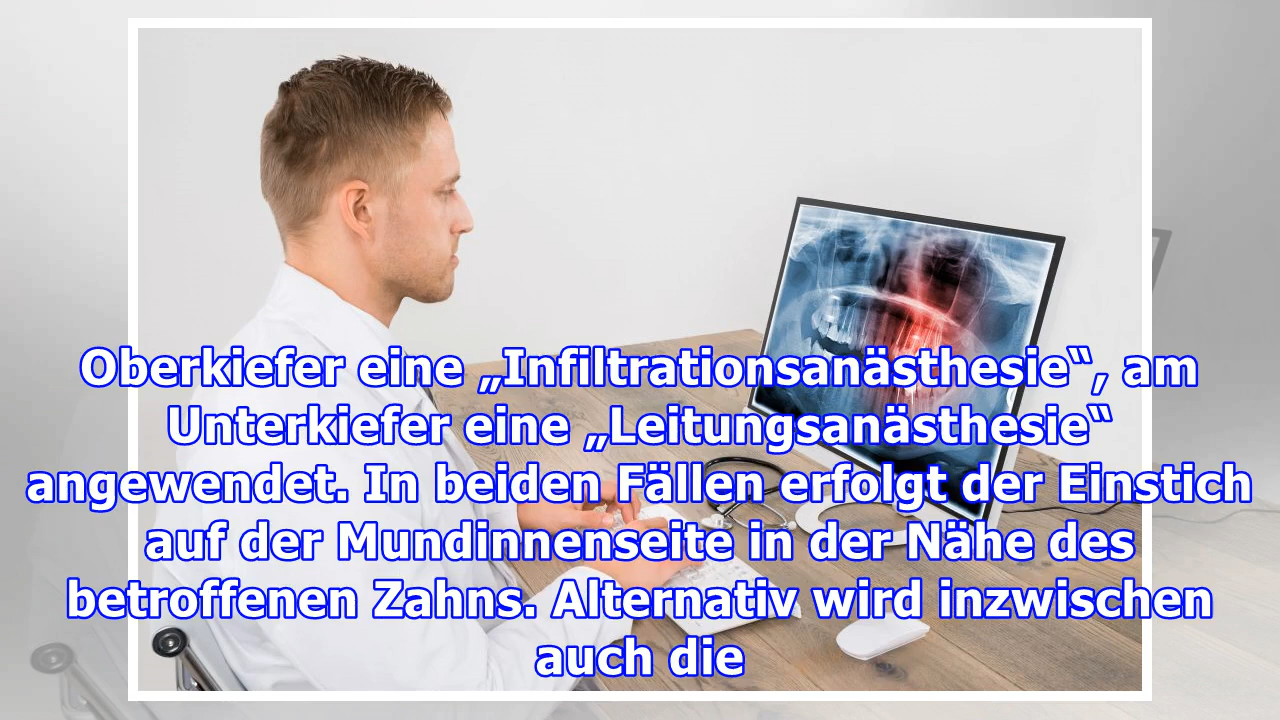 Oberkiefer eine „Infiltrationsanästhesie“, am
Unterkiefer eine „Leitungsanästhesie“
angewendet. In beiden Fällen erfolgt der Einstich
auf der Mundinnenseite in der Nähe des
betroffenen Zahns. Alternativ wird inzwischen
auch die